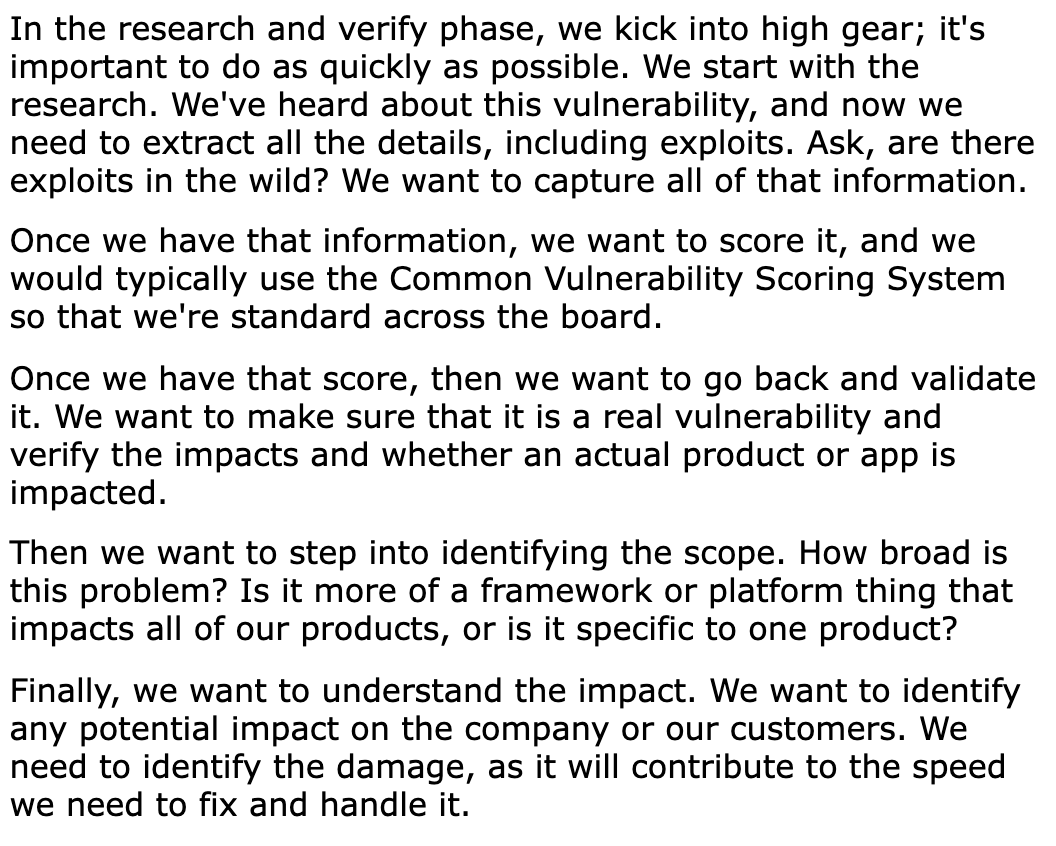 In the research and verify phase, we kick into high gear; it's
important to do as quickly as possible. We start with the
research. We've heard about this vulnerability, and now we
need to extract all the details, including exploits. Ask, are there
exploits in the wild? We want to capture all of that information.
Once we have that information, we want to score it, and we
would typically use the Common Vulnerability Scoring System
so that we're standard across the board.
Once we have that score, then we want to go back and validate
it. We want to make sure that it is a real vulnerability and
verify the impacts and whether an actual product or app is
impacted.
Then we want to step into identifying the scope. How broad is
this problem? Is it more of a framework or platform thing that
impacts all of our products, or is it specific to one product?
Finally, we want to understand the impact. We want to identify
any potential impact on the company or our customers. We
need to identify the damage, as it will contribute to the speed
we need to fix and handle it.